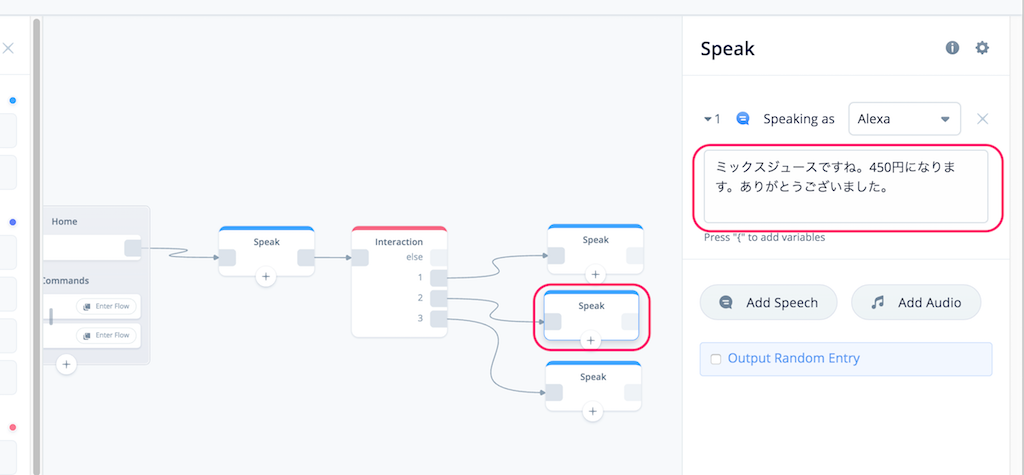 Home
Commands
Enter Flow
Enter Flow
Speak
Interaction
else
1
2
3
Speak
Speak
Speak
Speak
1
Speaking as
Alexa
ミックスジュースですね。450円になりま
す。ありがとうございました。
Press "{" to add variables
Add Speech
Add Audio
Output Random Entry